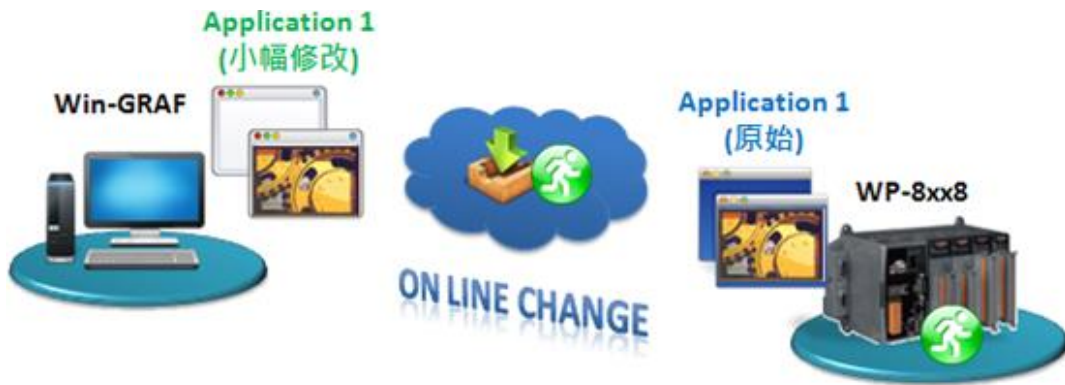 Application 1
(小幅修改)
Win-GRAF
ON LINE CHANGE
Application 1
(原始)
WP-8xx8